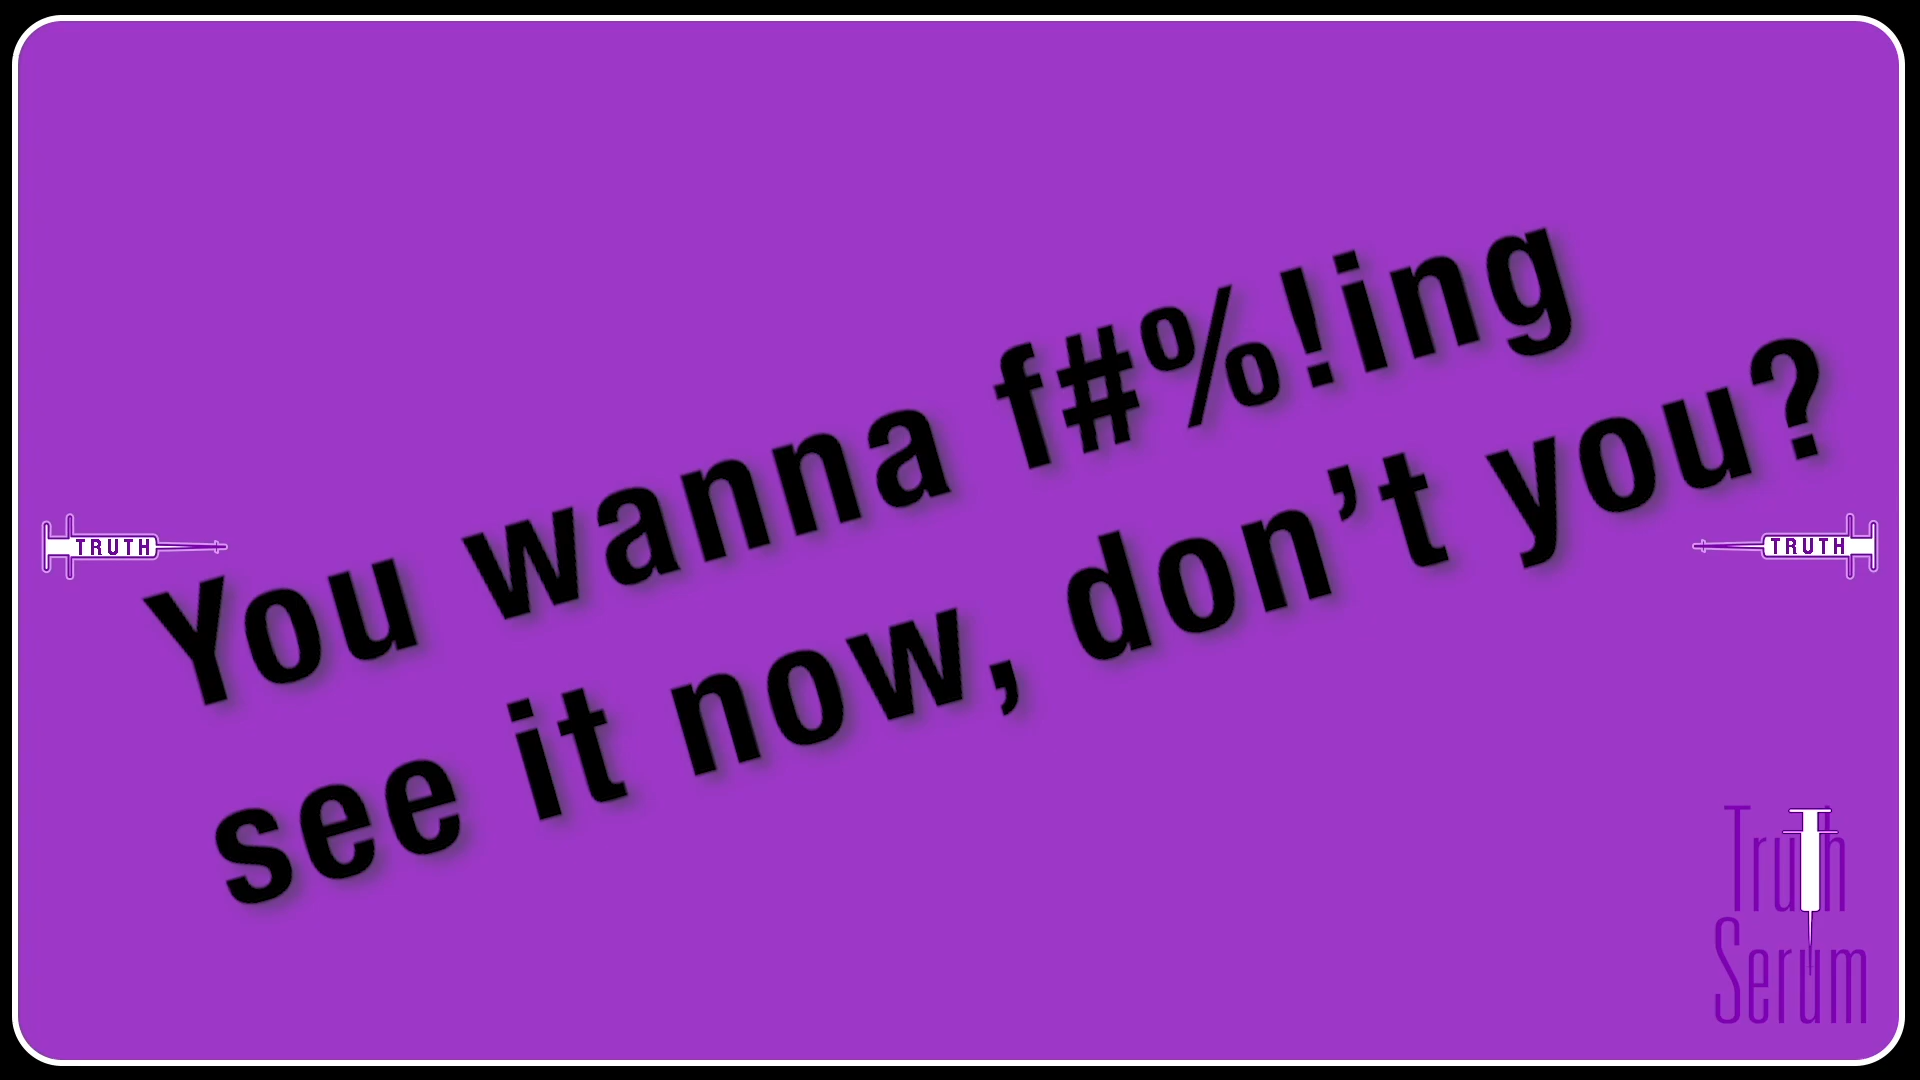 You wanna f#%!ing
see it now, don’t you?
TRUTH
TRUTH
Truth
Serum